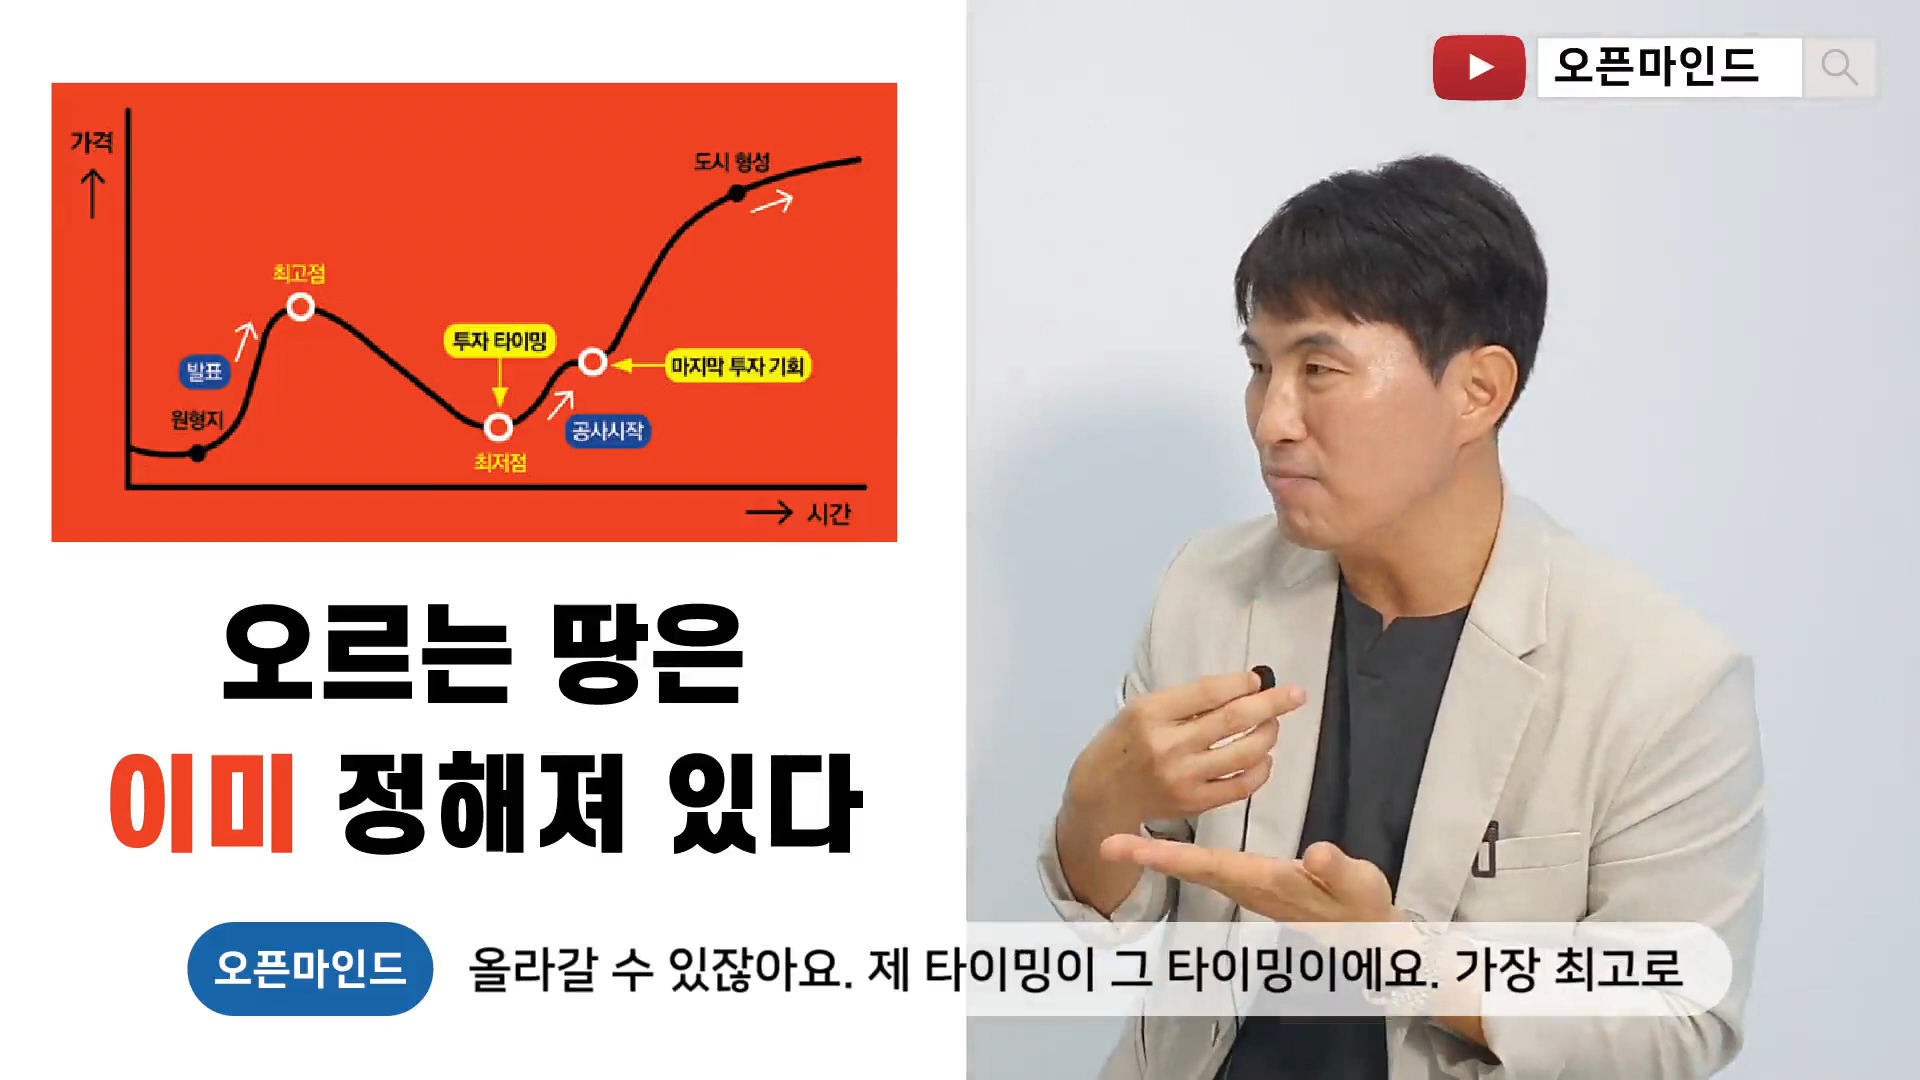 오픈마인드
가격
도시 형성
최고점
투자 타이밍
마지막 투자 기회
발표
원형지
공사시작
최저점
시간
오르는 땅은
이미 정해져 있다
오픈마인드 올라갈 수 있잖아요. 제 타이밍이 그 타이밍이에요. 가장 최고로